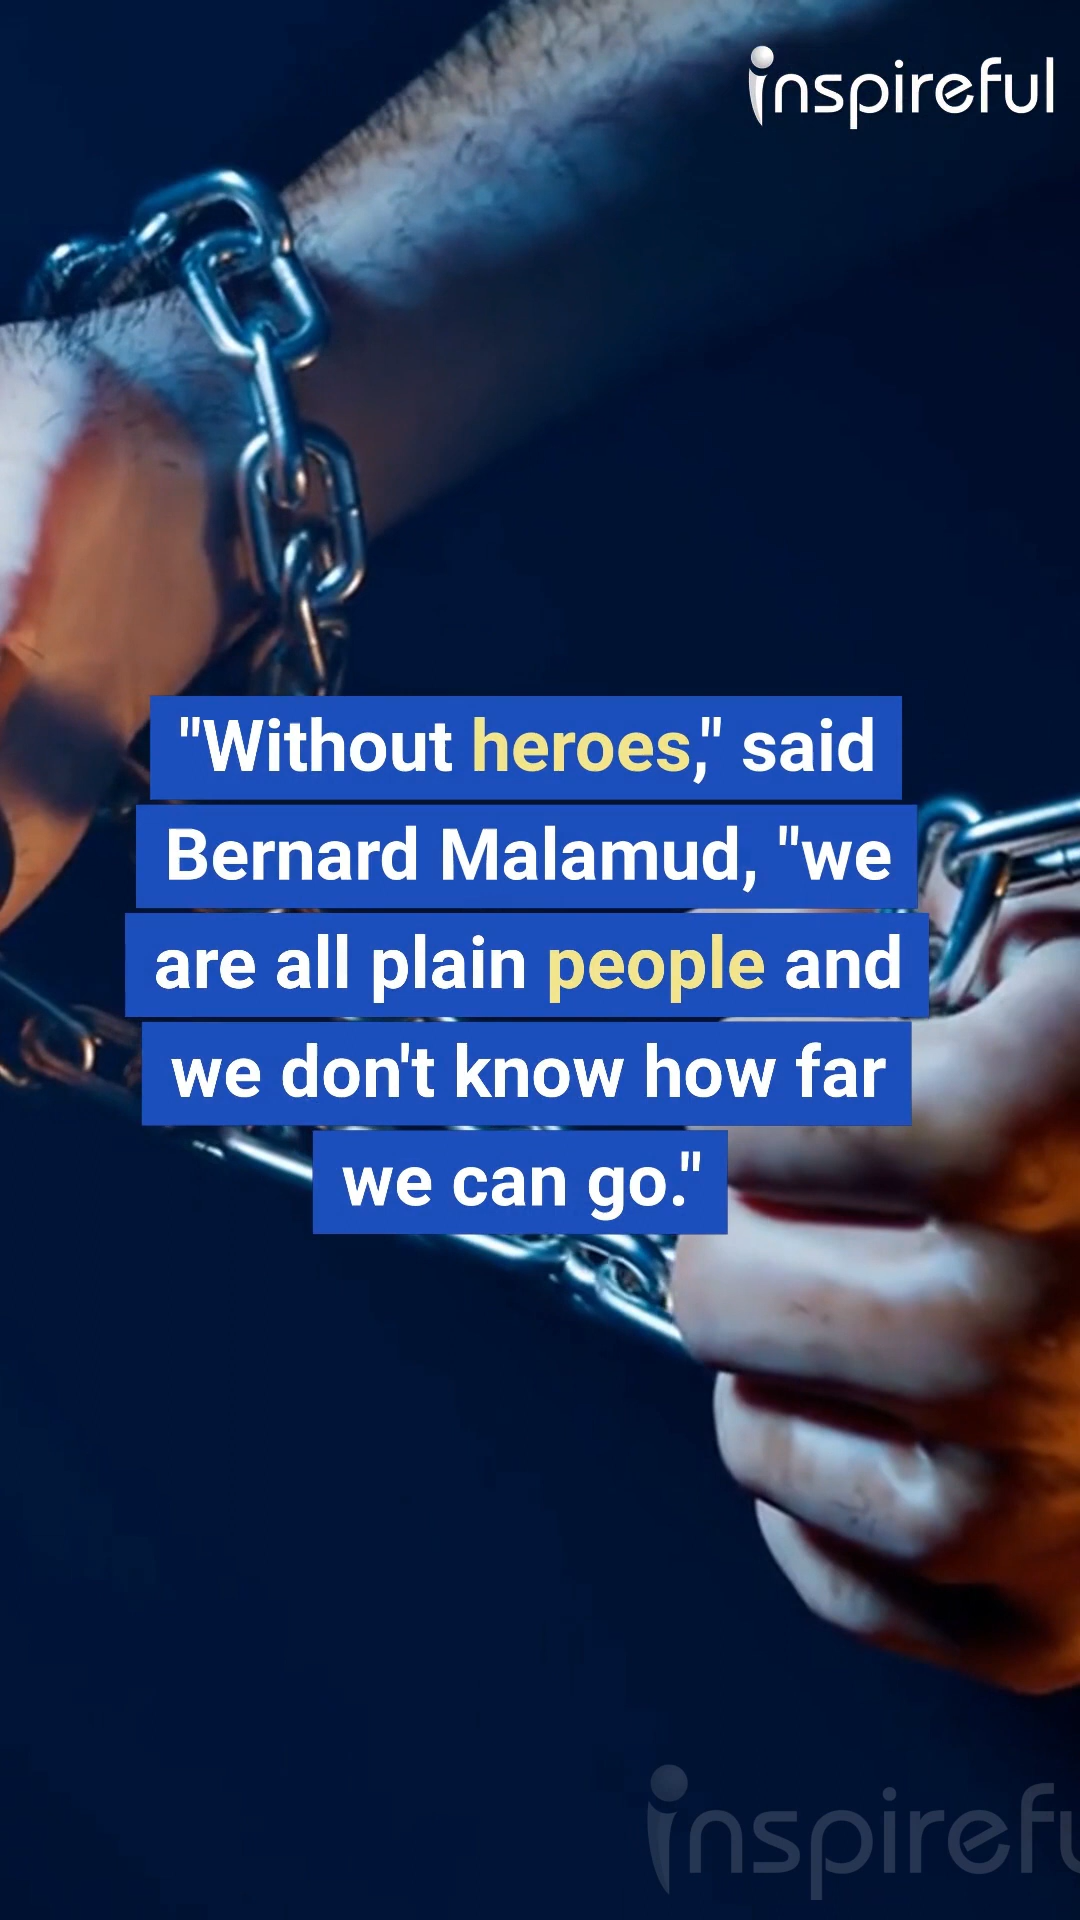 inspireful
"Without heroes," said
Bernard Malamud, "we
are all plain people and
we don't know how far
we can go."
inspirefu